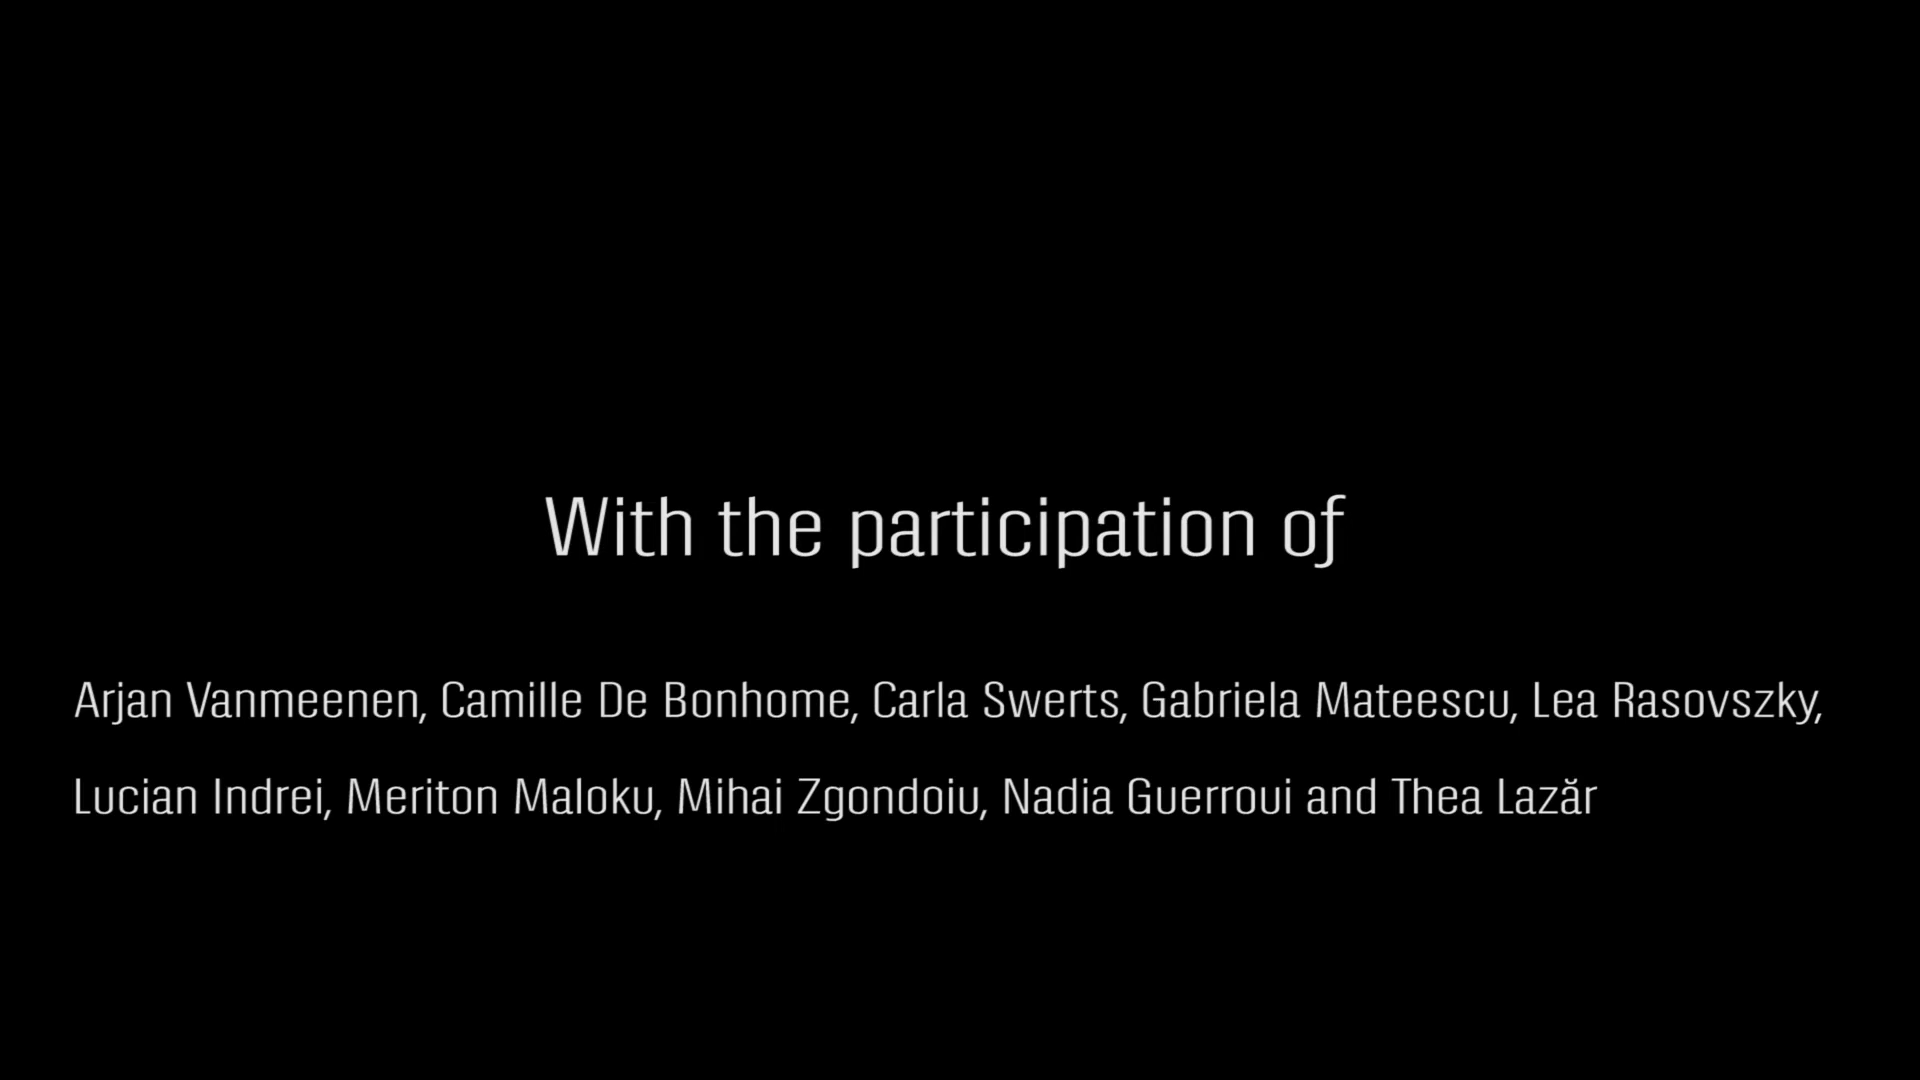 With the participation of
Arjan Vanmeenen, Camille De Bonhome, Carla Swerts, Gabriela Mateescu, Lea Rasovszky,
Lucian Indrei, Meriton Maloku, Mihai Zgondoiu, Nadia Guerroui and Thea Lazăr